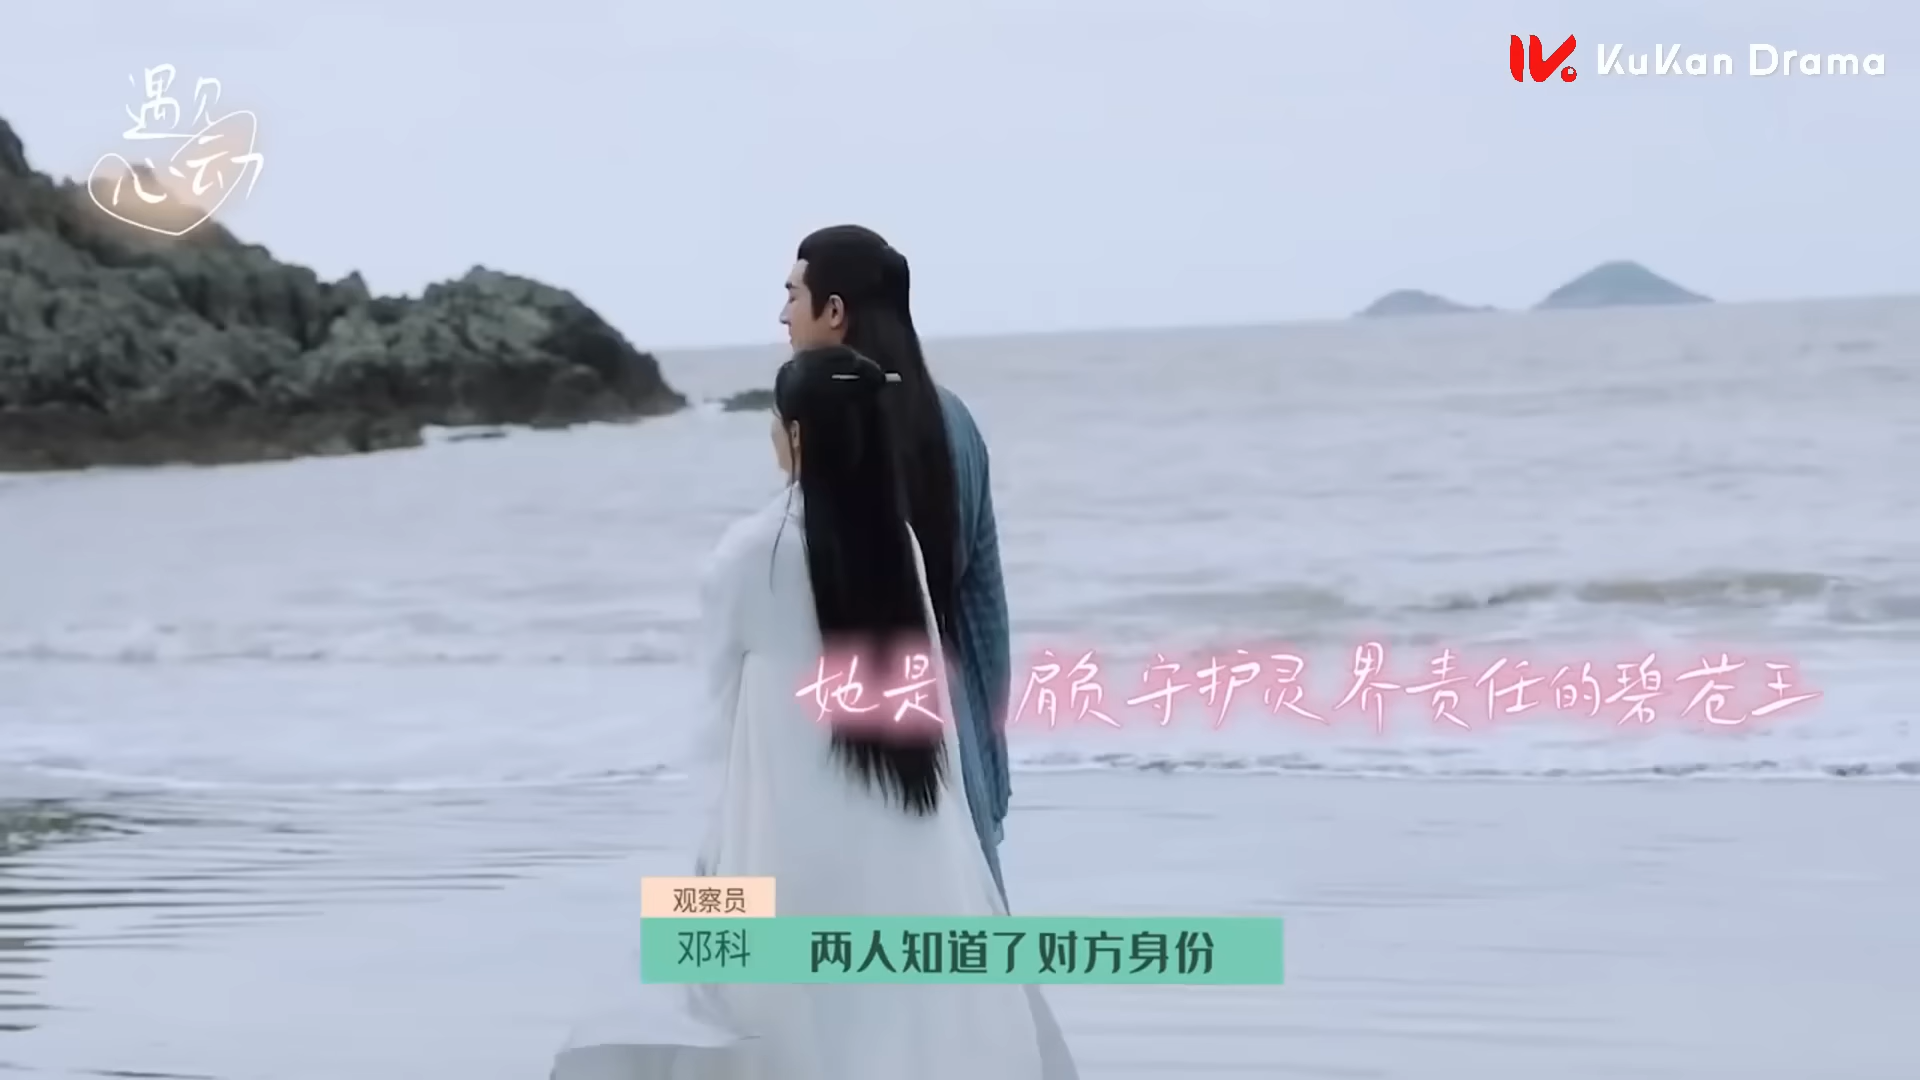 KuKan Drama
遇见
心动
她是 肩负守护灵界责任的碧苍王
观察员
邓科 两人知道了对方身份